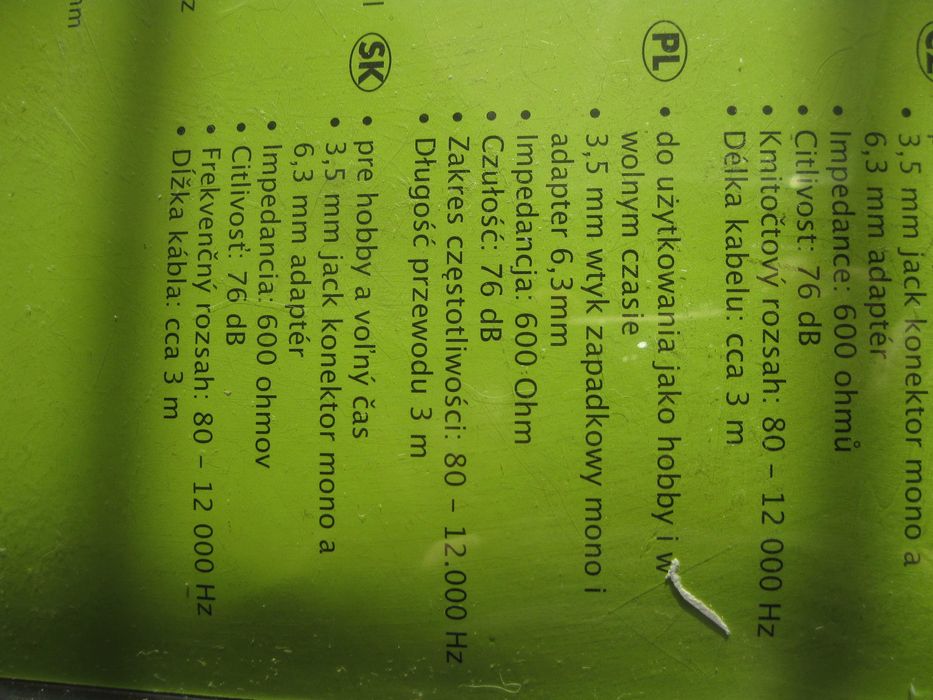 CZ
• 3,5 mm jack konektor mono a
6,3 mm adaptér
• Impedance: 600 ohmů
• Citlivost: 76 dB
• Kmitočtový rozsah: 80 – 12 000 Hz
• Délka kabelu: cca 3 m
PL
• do użytkowania jako hobby i w
wolnym czasie
• 3,5 mm wtyk zapadkowy mono i
adapter 6,3mm
• Impedancja: 600 Ohm
• Czułość: 76 dB
• Zakres częstotliwości: 80 – 12.000 Hz
• Długość przewodu 3 m
SK
• pre hobby a voľný čas
• 3,5 mm jack konektor mono a
6,3 mm adaptér
• Impedancia: 600 ohmov
• Citlivosť: 76 dB
• Frekvenčný rozsah: 80 – 12 000 Hz
• Dĺžka kábla: cca 3 m